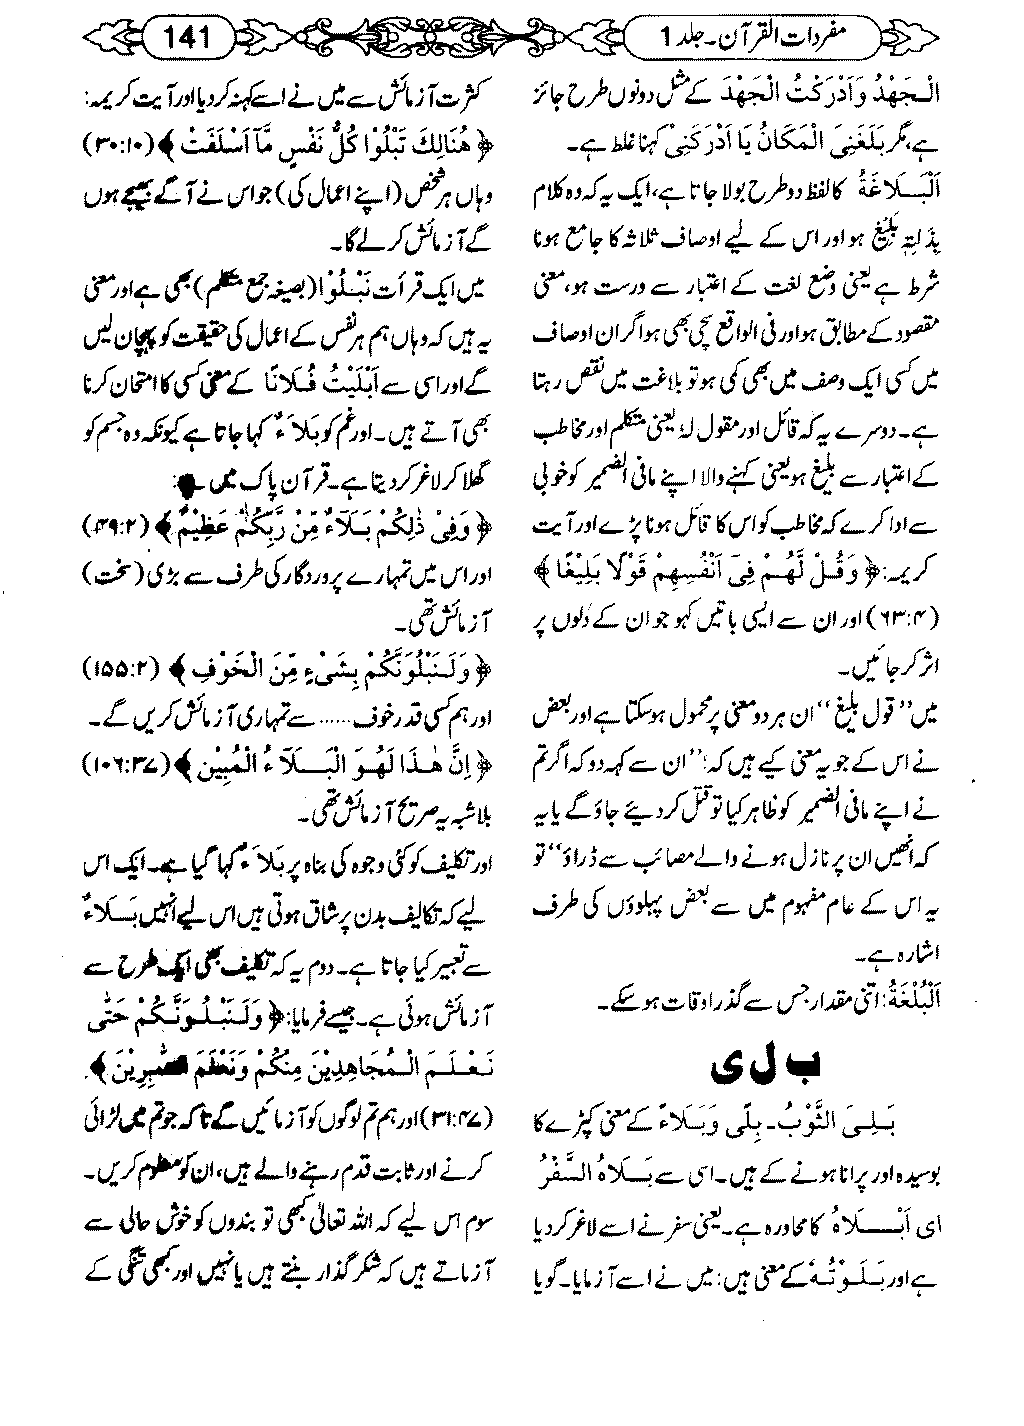 مفردات القرآن۔ جلد 1
141
الْجَهْدُ وَاَدْرَكْتُ الْجَهْدَ کے مثل دونوں طرح جائز
ہے، مگر بَلَغَنِیْ الْمَکَانُ یَا اَدْرَکَنِیْ کہنا غلط ہے۔
اَلْبَلَاغَةُ کا لفظ دو طرح بولا جاتا ہے، ایک یہ کہ وہ کلام
بِذَاتِہٖ بَلِیْغ ہو اور اس کے لیے اوصاف ثلاثہ کا جامع ہونا
شرط ہے یعنی وضع لغت کے اعتبار سے درست ہو، معنی
مقصود کے مطابق ہو اور فی الواقع سچی بھی ہو اگر ان اوصاف
میں کسی ایک وصف میں بھی کمی ہو تو بلاغت میں نقص رہتا
ہے۔ دوسرے یہ کہ قائل اور مقول لہٗ یعنی متکلم اور مخاطب
کے اعتبار سے بلیغ ہو یعنی کہنے والا اپنے مافی الضمیر کو خوبی
سے ادا کرے کہ مخاطب کو اس کا قائل ہونا پڑے اور آیت
کریمہ: ﴿وَقُلْ لَّهُمْ فِیْٓ اَنْفُسِهِمْ قَوْلًا بَلِیْغًا﴾
(۶۳:۴) اور ان سے ایسی باتیں کہو جو ان کے دلوں پر
اثر کر جائیں۔
میں ''قول بلیغ'' ان ہر دو معنی پر محمول ہوسکتا ہے اور بعض
نے اس کے جو یہ معنی کیے ہیں کہ: ''ان سے کہہ دو کہ اگر تم
نے اپنے مافی الضمیر کو ظاہر کیا تو قتل کر دیئے جاؤ گے یا یہ
کہ انھیں ان پر نازل ہونے والے مصائب سے ڈراؤ'' تو
یہ اس کے عام مفہوم میں سے بعض پہلوؤں کی طرف
اشارہ ہے۔
اَلْبُلْغَةُ: اتنی مقدار جس سے گذر اوقات ہوسکے۔
ب ل ی
بَلِیَ الثَّوْبُ۔ بِلًی وَبَلَاءً کے معنی کپڑے کا
بوسیدہ اور پرانا ہونے کے ہیں۔ اسی سے بَلَاهُ السَّفَرُ
ای اَبْلَاهُ کا محاورہ ہے۔ یعنی سفر نے اسے لاغر کر دیا
ہے اور بَلَوْتُهٗ کے معنی ہیں: میں نے اسے آزمایا۔ گویا
کثرت آزمائش سے میں نے اسے کہنہ کر دیا اور آیت کریمہ:
﴿هُنَالِكَ تَبْلُوْا کُلُّ نَفْسٍ مَّآ اَسْلَفَتْ﴾ (۳۰:۱۰)
وہاں ہر شخص (اپنے اعمال کی) جو اس نے آگے بھیجے ہوں
گے آزمائش کر لے گا۔
میں ایک قرأت نَبْلُوْا (بصیغہ جمع متکلم) بھی ہے اور معنی
یہ ہیں کہ وہاں ہم ہر نفس کے اعمال کی حقیقت کو پہچان لیں
گے اور اسی سے اَبْلَیْتُ فُلَانًا کے معنی کسی کا امتحان کرنا
بھی آتے ہیں۔ اور غم کو بَلَاءٌ کہا جاتا ہے کیونکہ وہ جسم کو
گھلا کر لاغر کر دیتا ہے۔ قرآن پاک میں ہے:
﴿وَفِیْ ذٰلِکُمْ بَلَآءٌ مِّنْ رَّبِّکُمْ عَظِیْمٌ﴾ (۴۹:۲)
اور اس میں تمہارے پروردگار کی طرف سے بڑی (سخت)
آزمائش تھی۔
﴿وَلَنَبْلُوَنَّکُمْ بِشَیْءٍ مِّنَ الْخَوْفِ﴾ (۱۵۵:۲)
اور ہم کسی قدر خوف...... سے تمہاری آزمائش کریں گے۔
﴿اِنَّ هٰذَا لَهُوَ الْبَلَآءُ الْمُبِیْن﴾ (۱۰۶:۳۷)
بلاشبہ یہ صریح آزمائش تھی۔
اور تکلیف کو کئی وجوہ کی بناہ پر بَلَاءٌ کہا گیا ہے۔ ایک اس
لیے کہ تکالیف بدن پر شاق ہوتی ہیں اس لیے انہیں بَلَاءٌ
سے تعبیر کیا جاتا ہے۔ دوم یہ کہ تکلیف بھی ایک طرح سے
آزمائش ہوتی ہے۔ جیسے فرمایا: ﴿وَلَنَبْلُوَنَّکُمْ حَتّٰی
نَعْلَمَ الْمُجَاهِدِیْنَ مِنْکُمْ وَنَعْلَمَ الصّٰبِرِیْنَ﴾
(۳۱:۴۷) اور ہم تم لوگوں کو آزمائیں گے تاکہ جو تم میں لڑائی
کرنے اور ثابت قدم رہنے والے ہیں، ان کو معلوم کریں۔
سوم اس لیے کہ اللہ تعالیٰ کبھی تو بندوں کو خوش حالی سے
آزماتے ہیں کہ شکر گذار بنتے ہیں یا نہیں اور کبھی تنگی کے